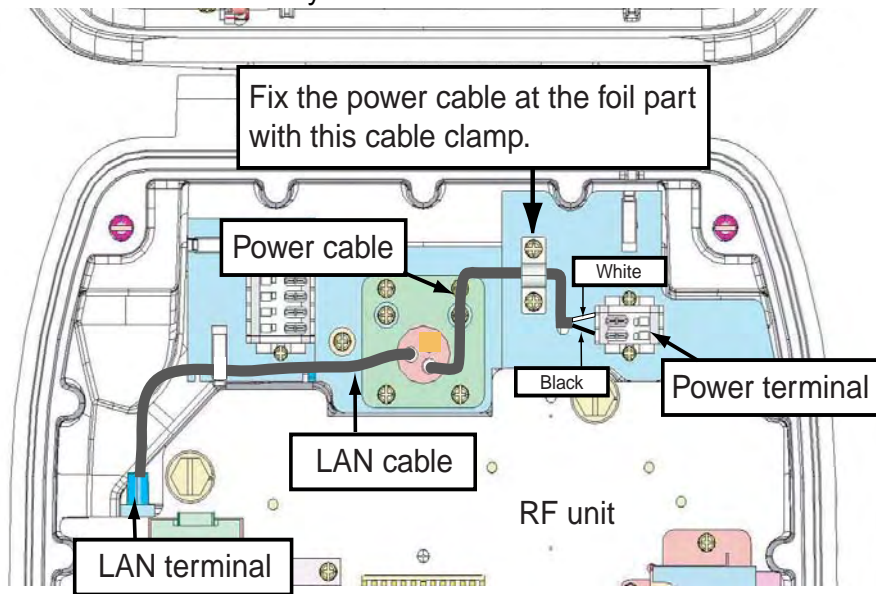 Fix the power cable at the foil part
with this cable clamp.
Power cable
White
Black
Power terminal
LAN cable
RF unit
LAN terminal